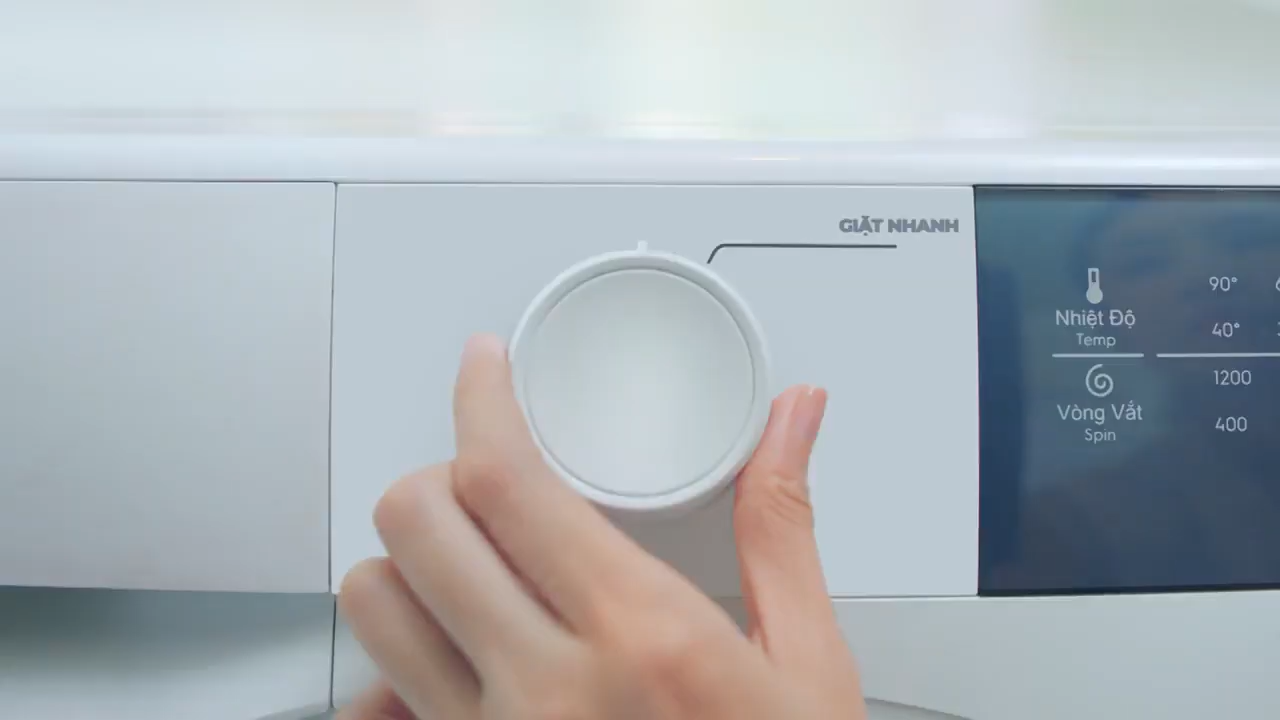 GIẶT NHANH
Nhiệt Độ
Temp
90°
40°
Vòng Vắt
Spin
1200
400